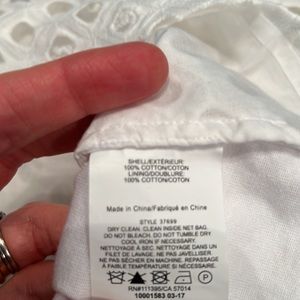 SHELL/EXTÉRIEUR:
100% COTTON/COTON
LINING/DOUBLURE:
100% COTTON/COTON
Made in China/Fabriqué en Chine
STYLE 37699
DRY CLEAN. CLEAN INSIDE NET BAG.
DO NOT BLEACH. DO NOT TUMBLE DRY
COOL IRON IF NECESSARY.
NETTOYAGE À SEC. NETTOYAGE DANS UN
FILET DE LAVAGE. NE PAS JAVELLISER
NE PAS SÉCHER EN MACHINE. REPASSAGE
À FAIBLE TEMPÉRATURE SI NÉCESSAIRE
RN#111395/CA 57014
10001583 03-17